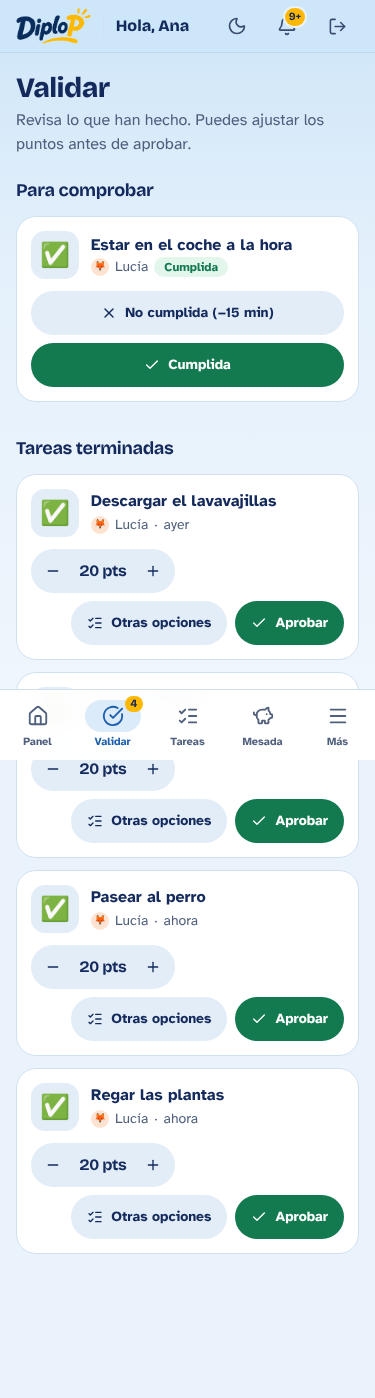 DiploP
Hola, Ana
9+
Validar
Revisa lo que han hecho. Puedes ajustar los
puntos antes de aprobar.
Para comprobar
Estar en el coche a la hora
Lucía Cumplida
No cumplida (−15 min)
Cumplida
Tareas terminadas
Descargar el lavavajillas
Lucía · ayer
− 20 pts +
Otras opciones Aprobar
4
Panel Validar Tareas Mesada Más
− 20 pts +
Otras opciones Aprobar
Pasear al perro
Lucía · ahora
− 20 pts +
Otras opciones Aprobar
Regar las plantas
Lucía · ahora
− 20 pts +
Otras opciones Aprobar